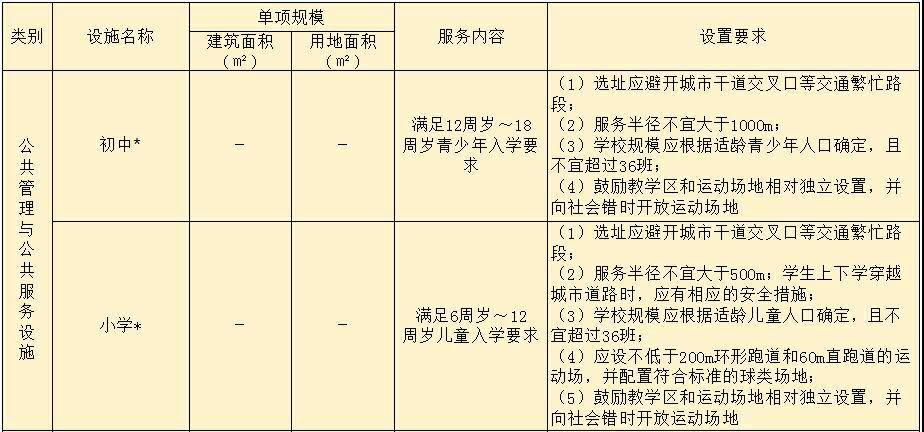 类别
设施名称
单项规模
建筑面积
（㎡）
用地面积
（㎡）
服务内容
设置要求
公共管理与公共服务设施
初中*
—
—
满足12周岁～18
周岁青少年入学要
求
（1）选址应避开城市干道交叉口等交通繁忙路
段；
（2）服务半径不宜大于1000m；
（3）学校规模应根据适龄青少年人口确定，且
不宜超过36班；
（4）鼓励教学区和运动场地相对独立设置，并
向社会错时开放运动场地
小学*
—
—
满足6周岁～12
周岁儿童入学要求
（1）选址应避开城市干道交叉口等交通繁忙路
段；
（2）服务半径不宜大于500m；学生上下学穿越
城市道路时，应有相应的安全措施；
（3）学校规模应根据适龄儿童人口确定，且不
宜超过36班；
（4）应设不低于200m环形跑道和60m直跑道的运
动场，并配置符合标准的球类场地；
（5）鼓励教学区和运动场地相对独立设置，并
向社会错时开放运动场地